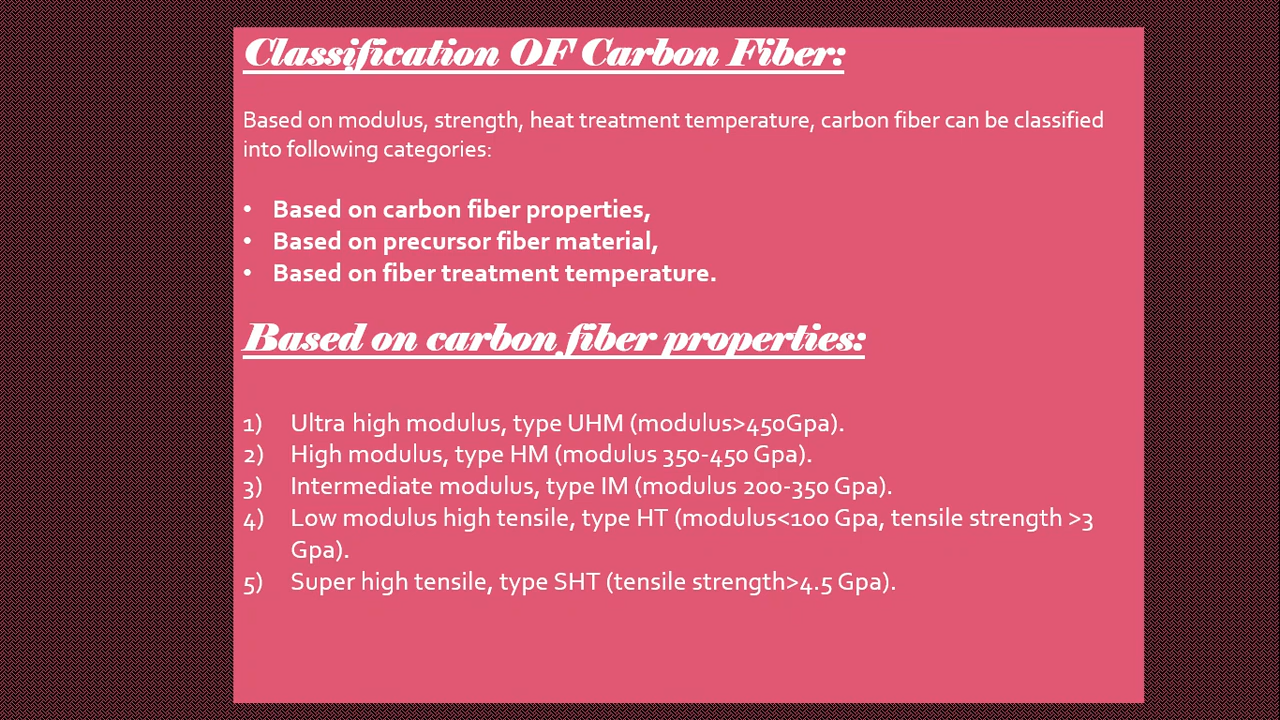 Classification OF Carbon Fiber:
Based on modulus, strength, heat treatment temperature, carbon fiber can be classified
into following categories:
• Based on carbon fiber properties,
• Based on precursor fiber material,
• Based on fiber treatment temperature.
Based on carbon fiber properties:
1) Ultra high modulus, type UHM (modulus>450Gpa).
2) High modulus, type HM (modulus 350-450 Gpa).
3) Intermediate modulus, type IM (modulus 200-350 Gpa).
4) Low modulus high tensile, type HT (modulus<100 Gpa, tensile strength >3
Gpa).
5) Super high tensile, type SHT (tensile strength>4.5 Gpa).